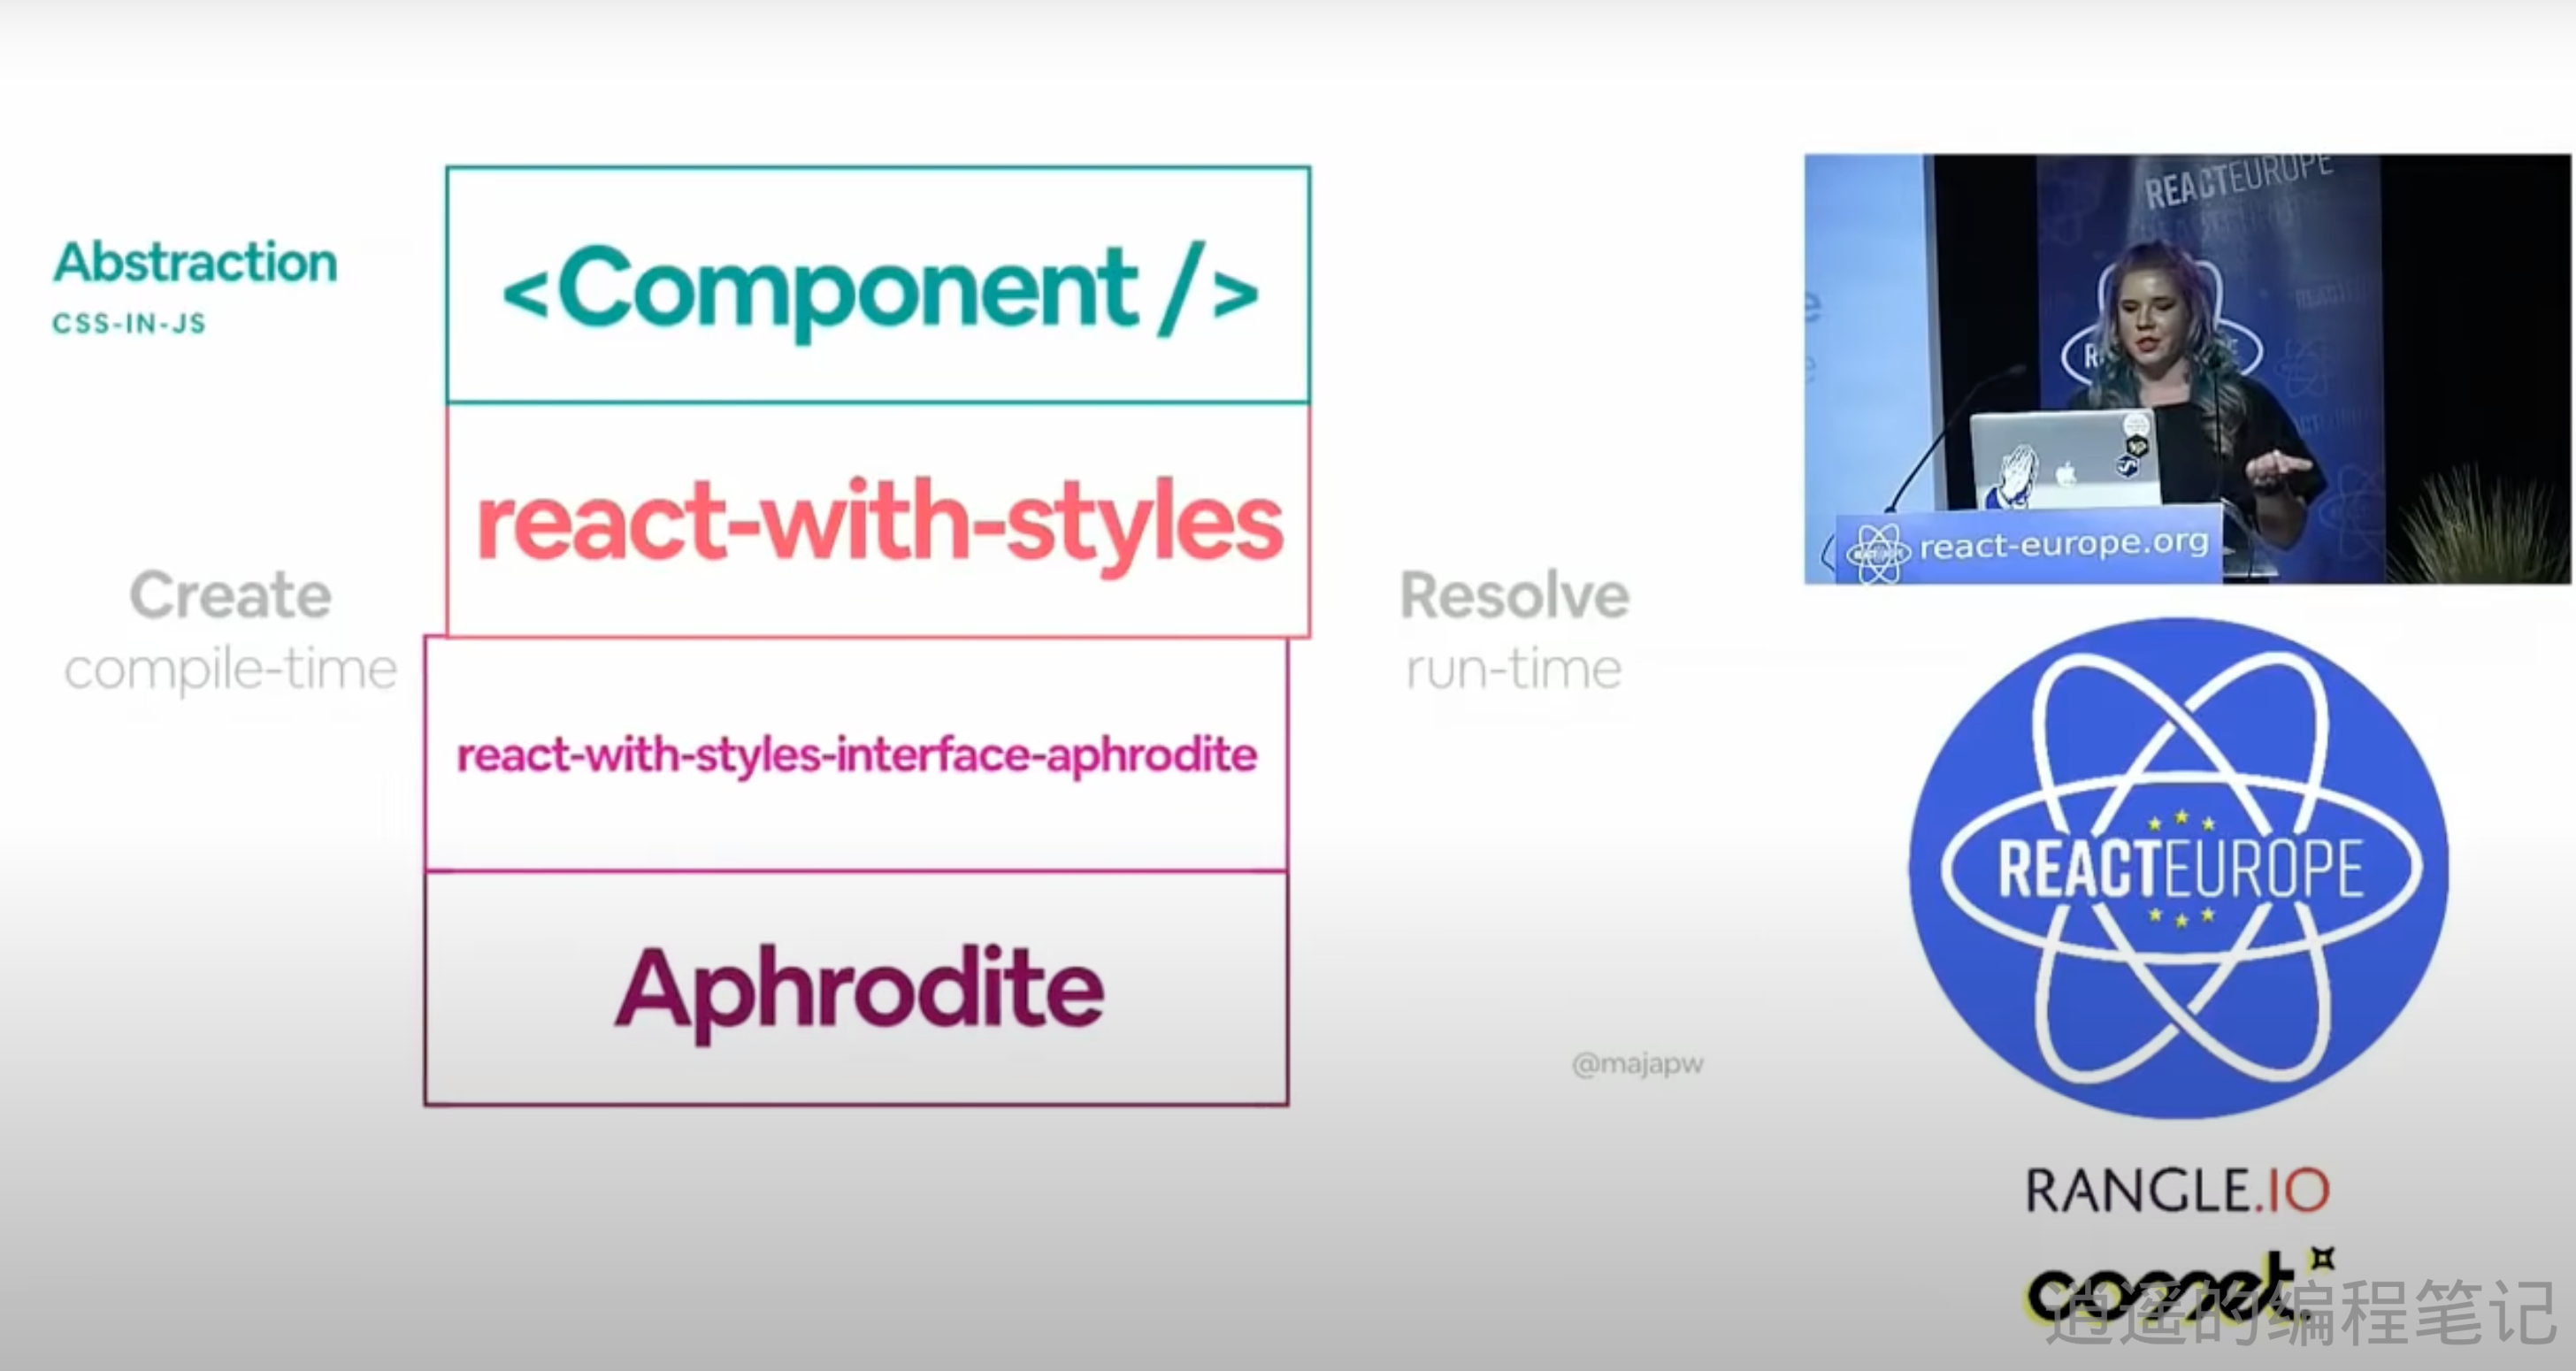 Abstraction
CSS-IN-JS
<Component />
react-with-styles
Create
compile-time
Resolve
run-time
react-with-styles-interface-aphrodite
Aphrodite
@majapw
REACTEUROPE
react-europe.org
REACTEUROPE
RANGLE.IO
comet
逍遥的编程笔记